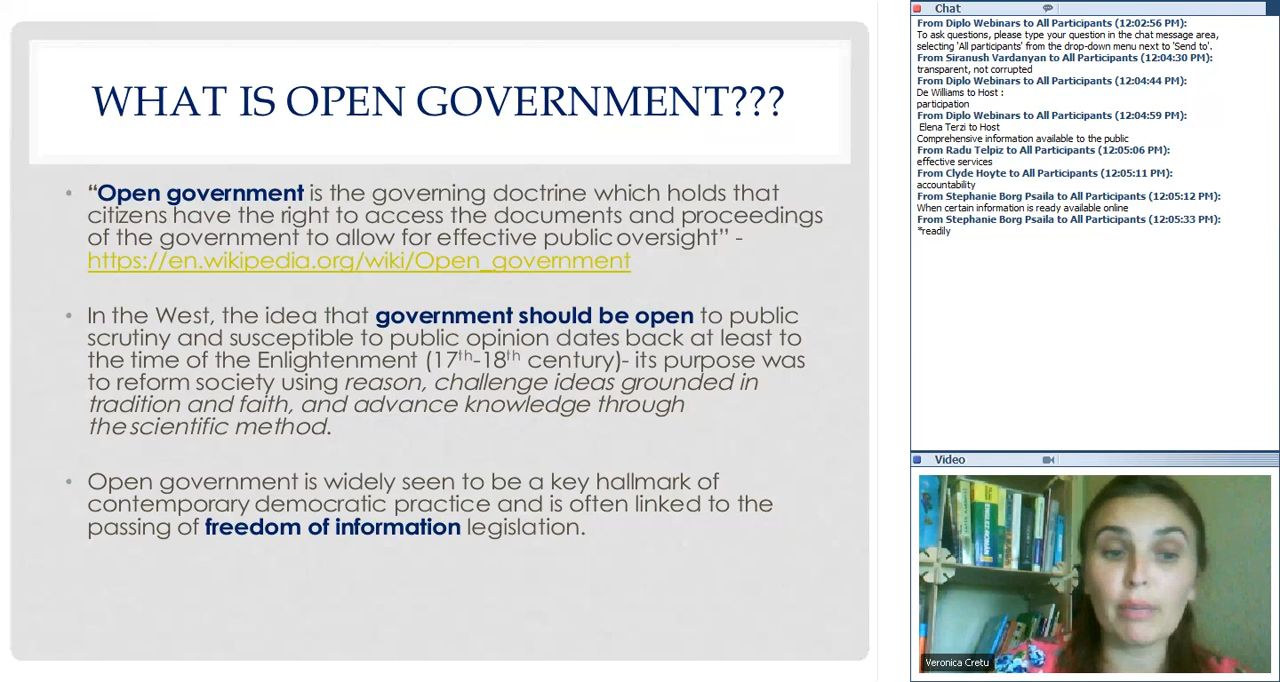 WHAT IS OPEN GOVERNMENT???
• “Open government is the governing doctrine which holds that
citizens have the right to access the documents and proceedings
of the government to allow for effective public oversight” -
https://en.wikipedia.org/wiki/Open_government
• In the West, the idea that government should be open to public
scrutiny and susceptible to public opinion dates back at least to
the time of the Enlightenment (17th-18th century)- its purpose was
to reform society using reason, challenge ideas grounded in
tradition and faith, and advance knowledge through
the scientific method.
• Open government is widely seen to be a key hallmark of
contemporary democratic practice and is often linked to the
passing of freedom of information legislation.
Chat
From Diplo Webinars to All Participants (12:02:56 PM):
To ask questions, please type your question in the chat message area,
selecting 'All participants' from the drop-down menu next to 'Send to'.
From Siranush Vardanyan to All Participants (12:04:30 PM):
transparent, not corrupted
From Diplo Webinars to All Participants (12:04:44 PM):
De Williams to Host :
participation
From Diplo Webinars to All Participants (12:04:59 PM):
Elena Terzi to Host
Comprehensive information available to the public
From Radu Telpiz to All Participants (12:05:06 PM):
effective services
From Clyde Hoyte to All Participants (12:05:11 PM):
accountability
From Stephanie Borg Psaila to All Participants (12:05:12 PM):
When certain information is ready available online
From Stephanie Borg Psaila to All Participants (12:05:33 PM):
*readily
Video
ENGLEZ-ROMÂN
Veronica Cretu